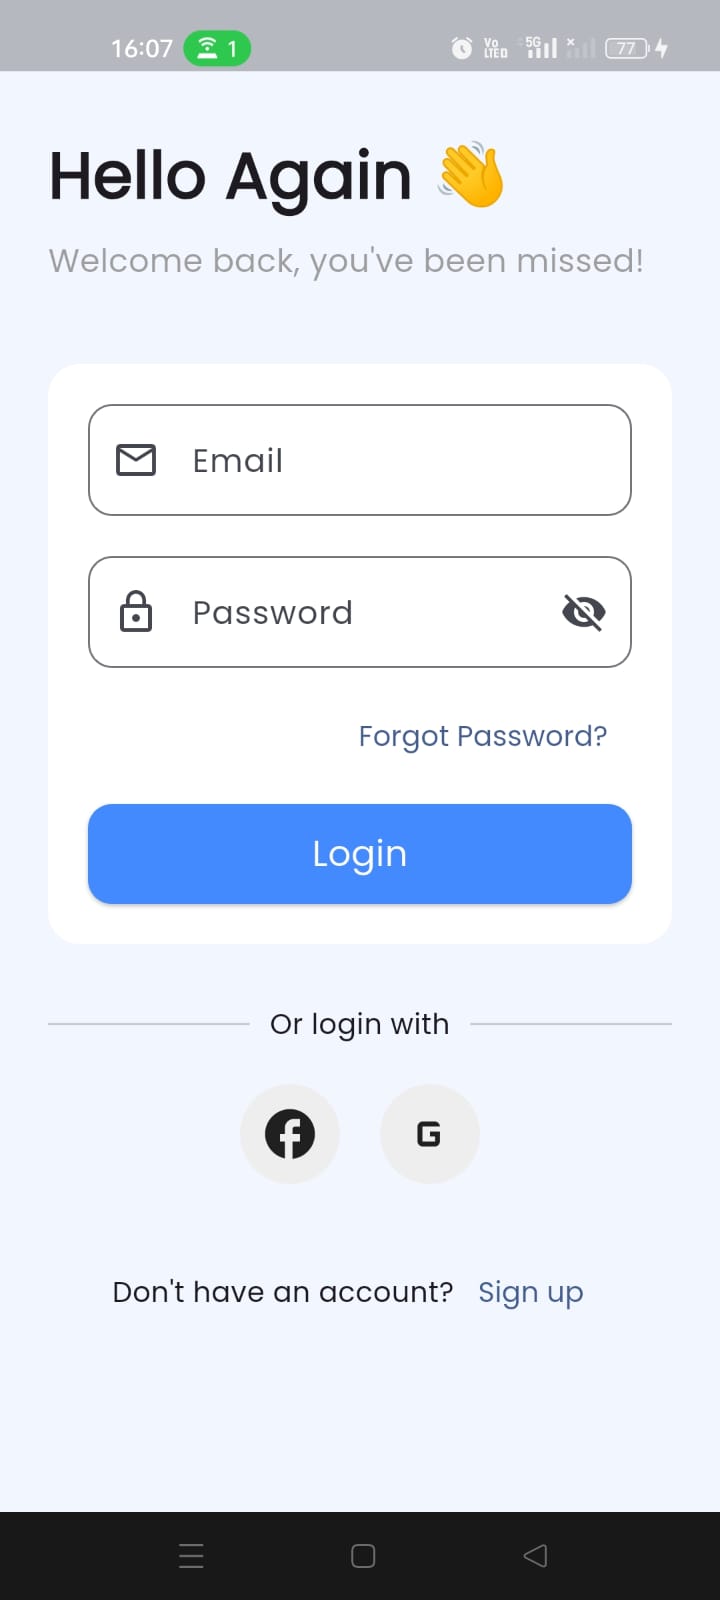 16:07 1 Vo LTED 5G 77
Hello Again 👋
Welcome back, you've been missed!
Email
Password
Forgot Password?
Login
Or login with
G
Don't have an account? Sign up